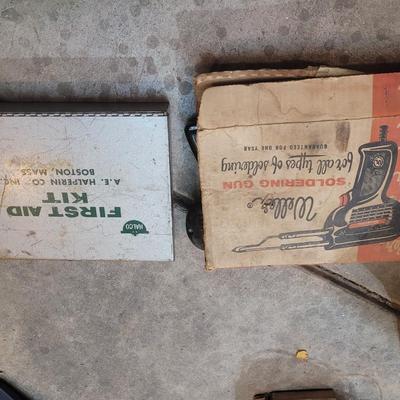 FIRST AID
KIT
A. E. HALPERIN CO., INC.
BOSTON, MASS
HALCO
Weller
SOLDERING GUN
for all types of soldering
GUARANTEED FOR ONE YEAR